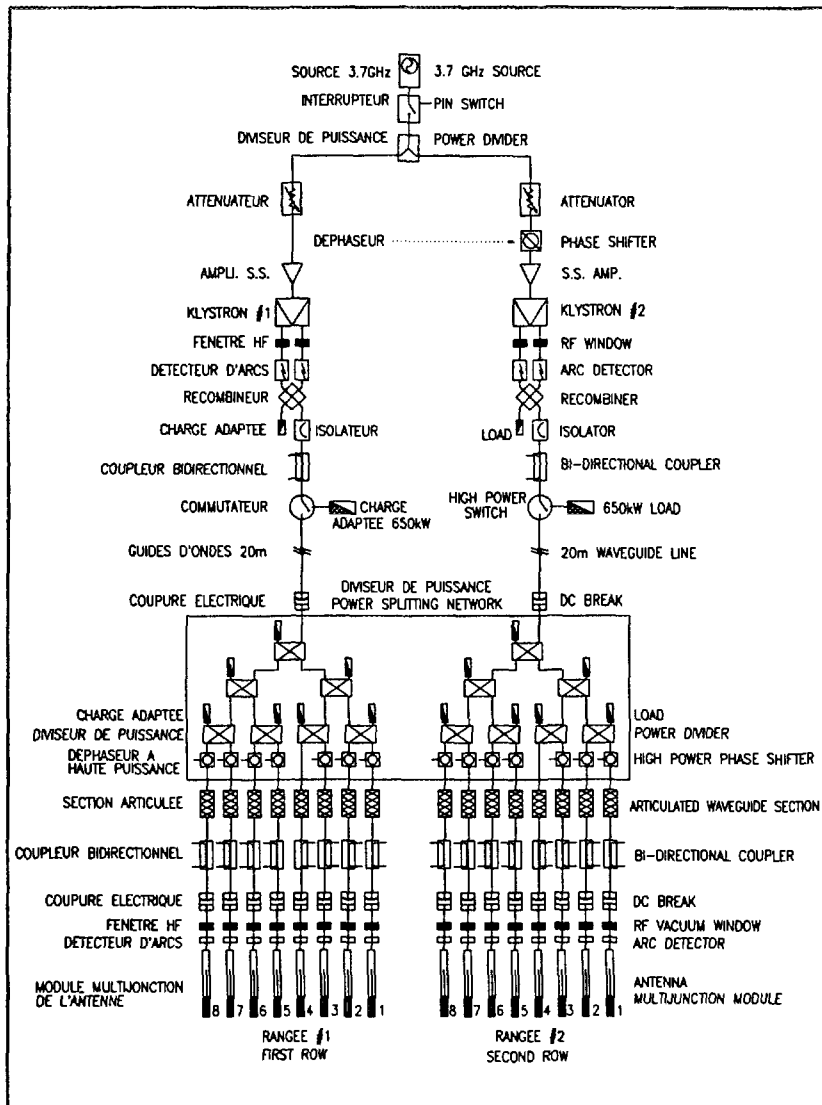 SOURCE 3.7GHz 3.7 GHz SOURCE
INTERRUPTEUR PIN SWITCH
DIVISEUR DE PUISSANCE POWER DIVIDER
ATTENUATEUR ATTENUATOR
DEPHASEUR PHASE SHIFTER
AMPLI. S.S. S.S. AMP.
KLYSTRON #1 KLYSTRON #2
FENETRE HF RF WINDOW
DETECTEUR D'ARCS ARC DETECTOR
RECOMBINEUR RECOMBINER
CHARGE ADAPTEE ISOLATEUR LOAD ISOLATOR
COUPLEUR BIDIRECTIONNEL BI-DIRECTIONAL COUPLER
COMMUTATEUR CHARGE ADAPTEE 650kW HIGH POWER SWITCH 650kW LOAD
GUIDES D'ONDES 20m 20m WAVEGUIDE LINE
DIVISEUR DE PUISSANCE
POWER SPLITTING NETWORK
COUPURE ELECTRIQUE DC BREAK
CHARGE ADAPTEE LOAD
DIVISEUR DE PUISSANCE POWER DIVIDER
DEPHASEUR A
HAUTE PUISSANCE HIGH POWER PHASE SHIFTER
SECTION ARTICULEE ARTICULATED WAVEGUIDE SECTION
COUPLEUR BIDIRECTIONNEL BI-DIRECTIONAL COUPLER
COUPURE ELECTRIQUE DC BREAK
FENETRE HF RF VACUUM WINDOW
DETECTEUR D'ARCS ARC DETECTOR
MODULE MULTIJONCTION
DE L'ANTENNE
ANTENNA
MULTIJUNCTION MODULE
8 7 6 5 4 3 2 1 8 7 6 5 4 3 2 1
RANGEE #1 RANGEE #2
FIRST ROW SECOND ROW